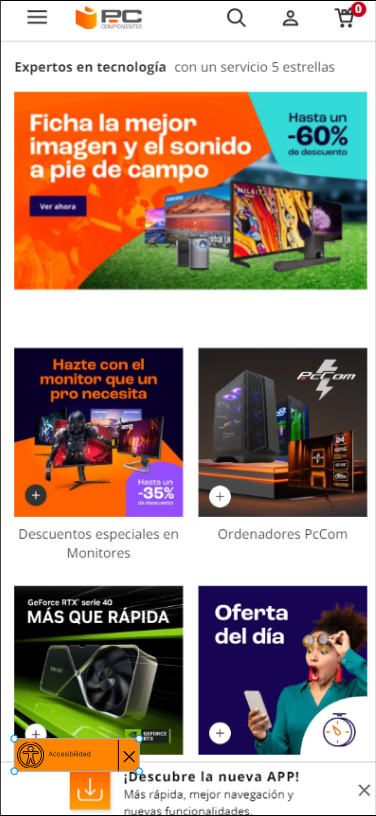 PC
COMPONENTES
0
Expertos en tecnología con un servicio 5 estrellas
Ficha la mejor
imagen y el sonido
a pie de campo
Ver ahora
Hasta un
-60%
de descuento
Hazte con el
monitor que un
pro necesita
Hasta un
-35%
de descuento
PcCom
Descuentos especiales en
Monitores
Ordenadores PcCom
GeForce RTX™ serie 40
MÁS QUE RÁPIDA
GEFORCE
RTX
Oferta
del día
Accesibilidad
¡Descubre la nueva APP!
Más rápida, mejor navegación y
nuevas funcionalidades.